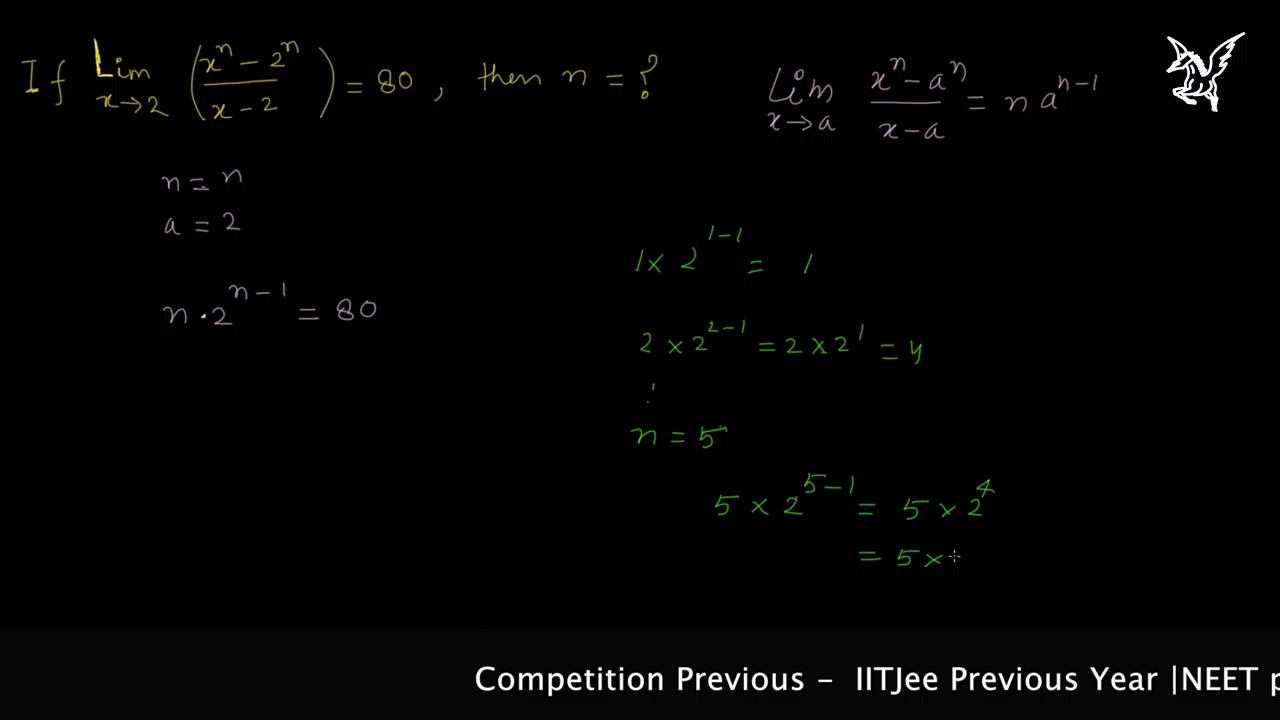 If Lim x→2 (xⁿ − 2ⁿ / x − 2) = 80 , then n = ?
Lim x→a xⁿ − aⁿ / x − a = n aⁿ⁻¹
n = n
a = 2
n · 2ⁿ⁻¹ = 80
1 × 2¹⁻¹ = 1
2 × 2²⁻¹ = 2 × 2¹ = 4
⋮
n = 5
5 × 2⁵⁻¹ = 5 × 2⁴
= 5 ×
Competition Previous – IITJee Previous Year |NEET p